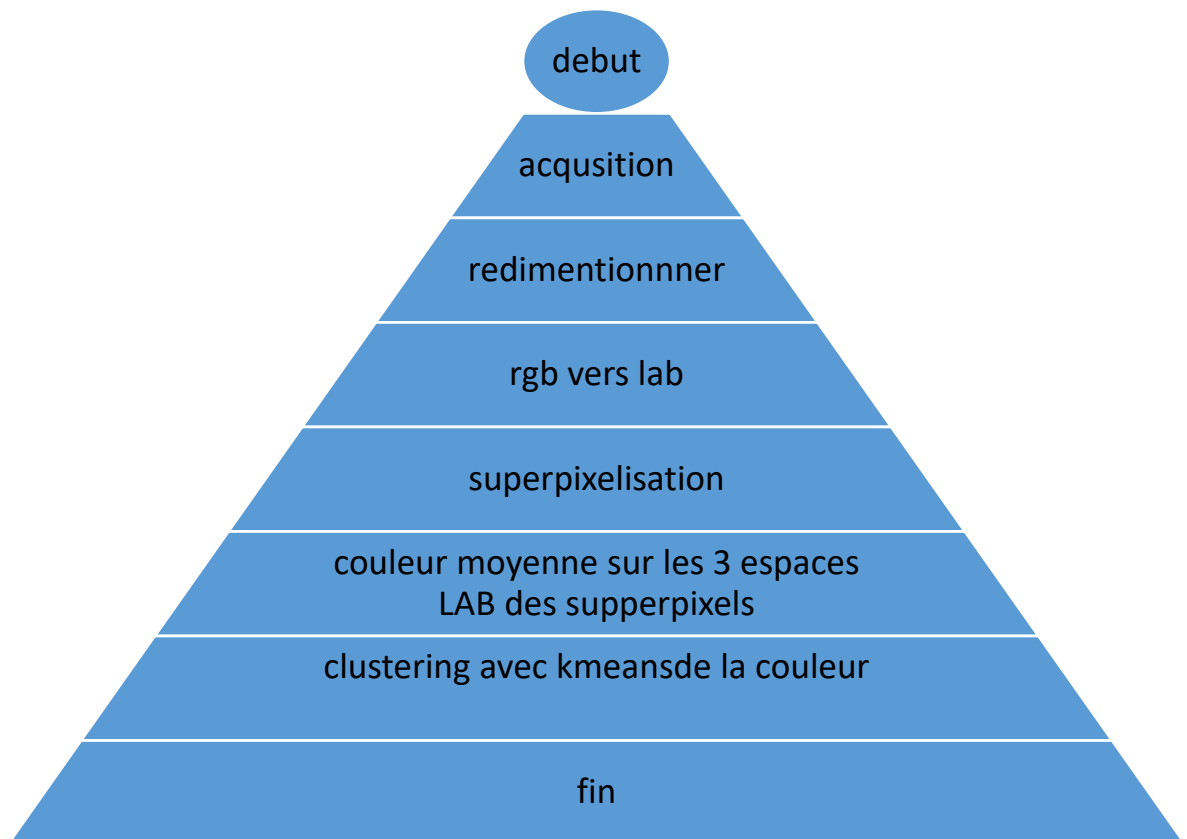 debut
acqusition
redimentionnner
rgb vers lab
superpixelisation
couleur moyenne sur les 3 espaces
LAB des supperpixels
clustering avec kmeansde la couleur
fin